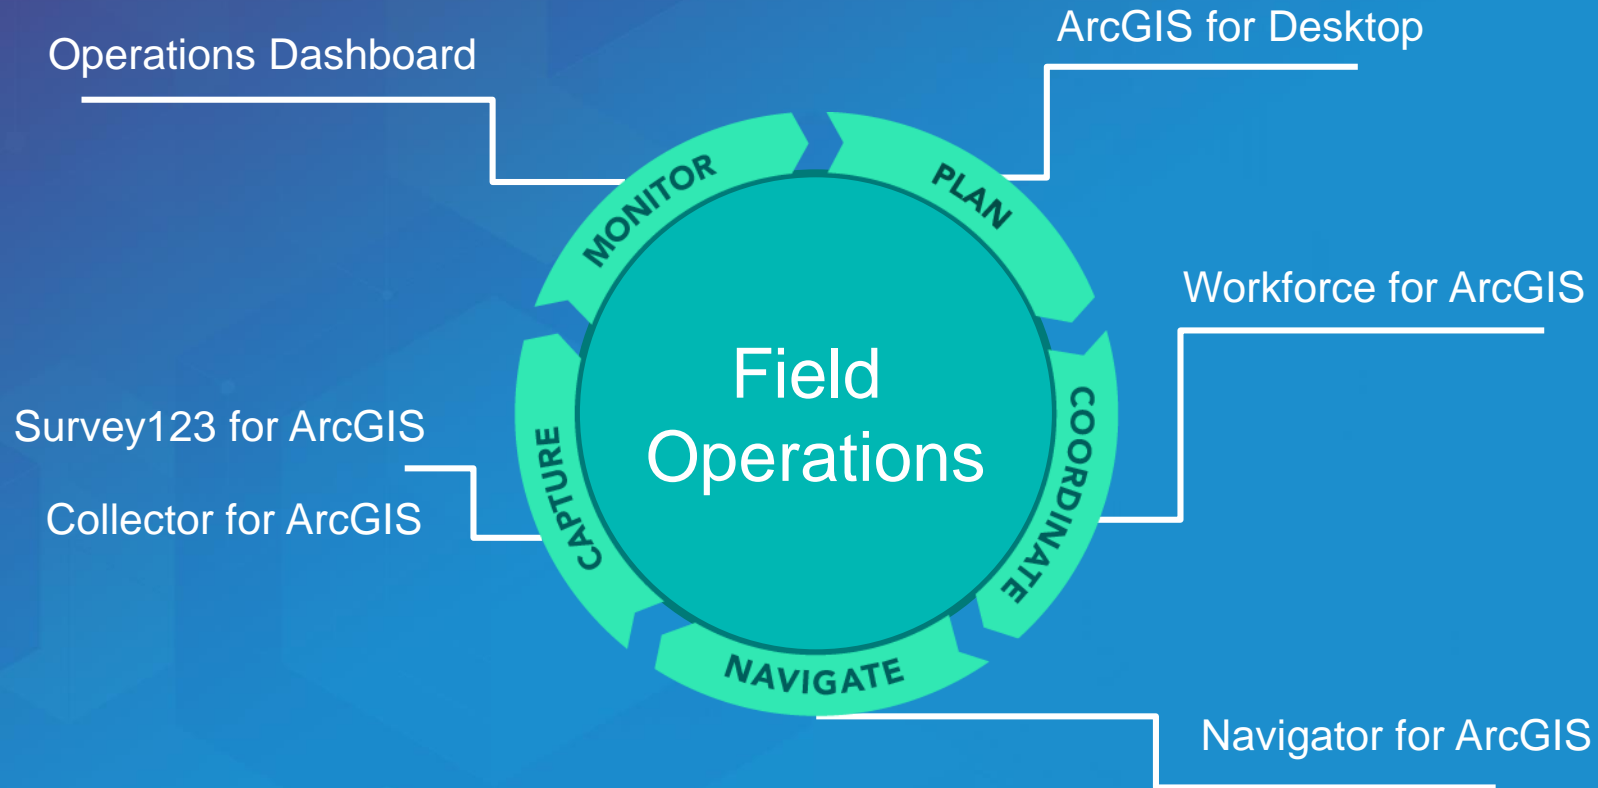 Operations Dashboard
ArcGIS for Desktop
MONITOR
PLAN
Workforce for ArcGIS
Field
Operations
COORDINATE
Survey123 for ArcGIS
Collector for ArcGIS
CAPTURE
NAVIGATE
Navigator for ArcGIS